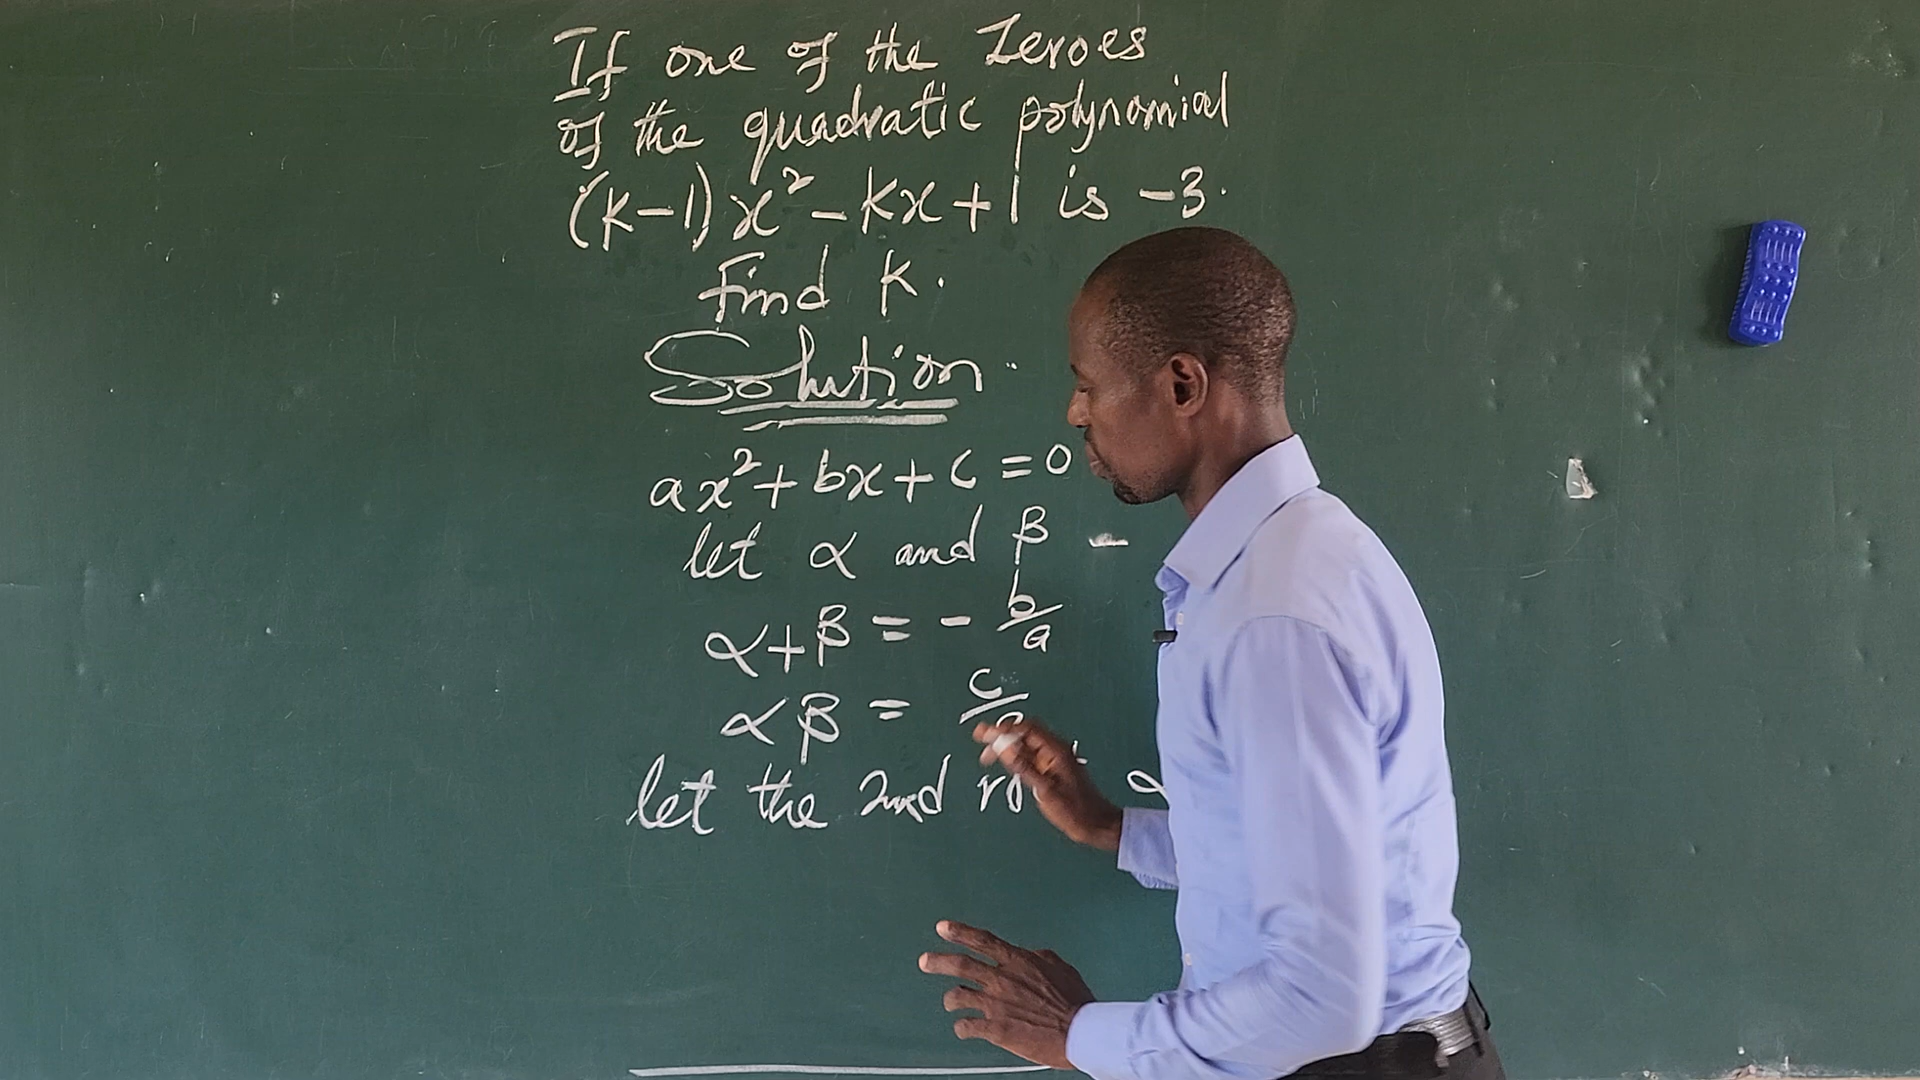 If one of the Zeroes
of the quadratic polynomial
(k-1)x² - kx + 1 is -3.
Find k.
Solution
ax² + bx + c = 0
let α and β -
α+β = - b/a
αβ = c/a
let the 2nd root α